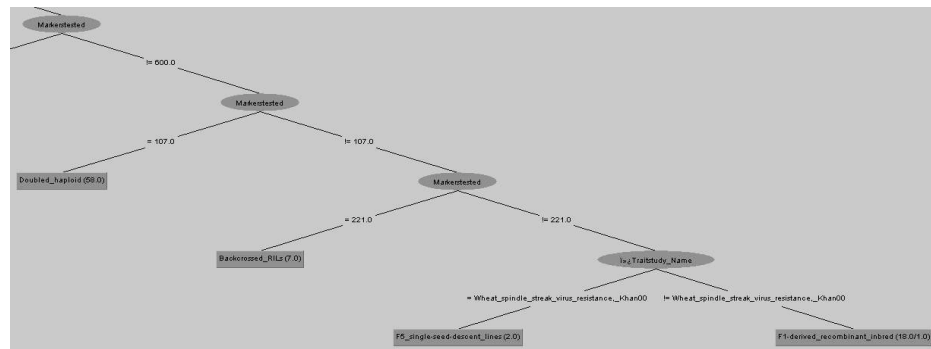 Markerstested
!= 600.0
Markerstested
= 107.0
!= 107.0
Doubled_haploid (58.0)
Markerstested
= 221.0
!= 221.0
Backcrossed_RILs (7.0)
ï»¿Traitstudy_Name
= Wheat_spindle_streak_virus_resistance,_Khan00
!= Wheat_spindle_streak_virus_resistance,_Khan00
F5_single-seed-descent_lines (2.0)
F1-derived_recombinant_inbred (18.0/1.0)